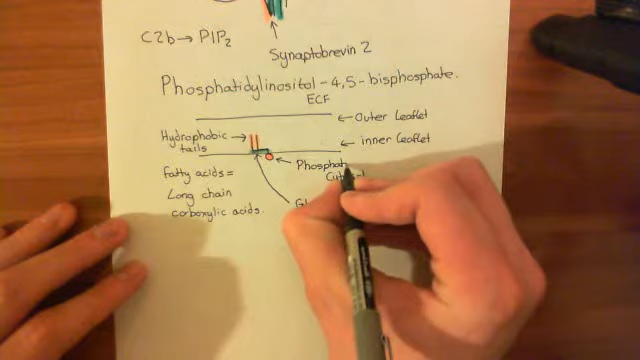 C2b → PIP₂
Synaptobrevin 2
Phosphatidylinositol-4,5-bisphosphate.
ECF
← Outer Leaflet
Hydrophobic →
tails
← inner Leaflet
← Phosphat
fatty acids =
Long chain
carboxylic acids.
Gl